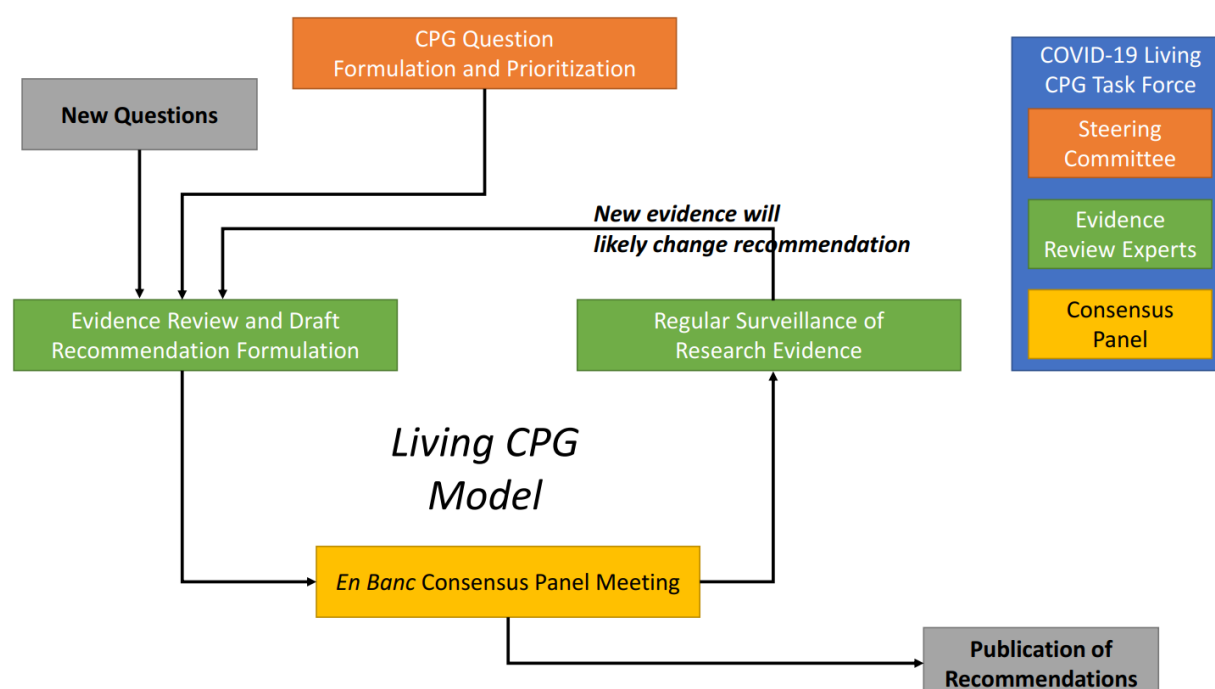 CPG Question
Formulation and Prioritization
New Questions
COVID-19 Living
CPG Task Force
Steering
Committee
Evidence
Review Experts
Consensus
Panel
New evidence will
likely change recommendation
Evidence Review and Draft
Recommendation Formulation
Regular Surveillance of
Research Evidence
Living CPG
Model
En Banc Consensus Panel Meeting
Publication of
Recommendations